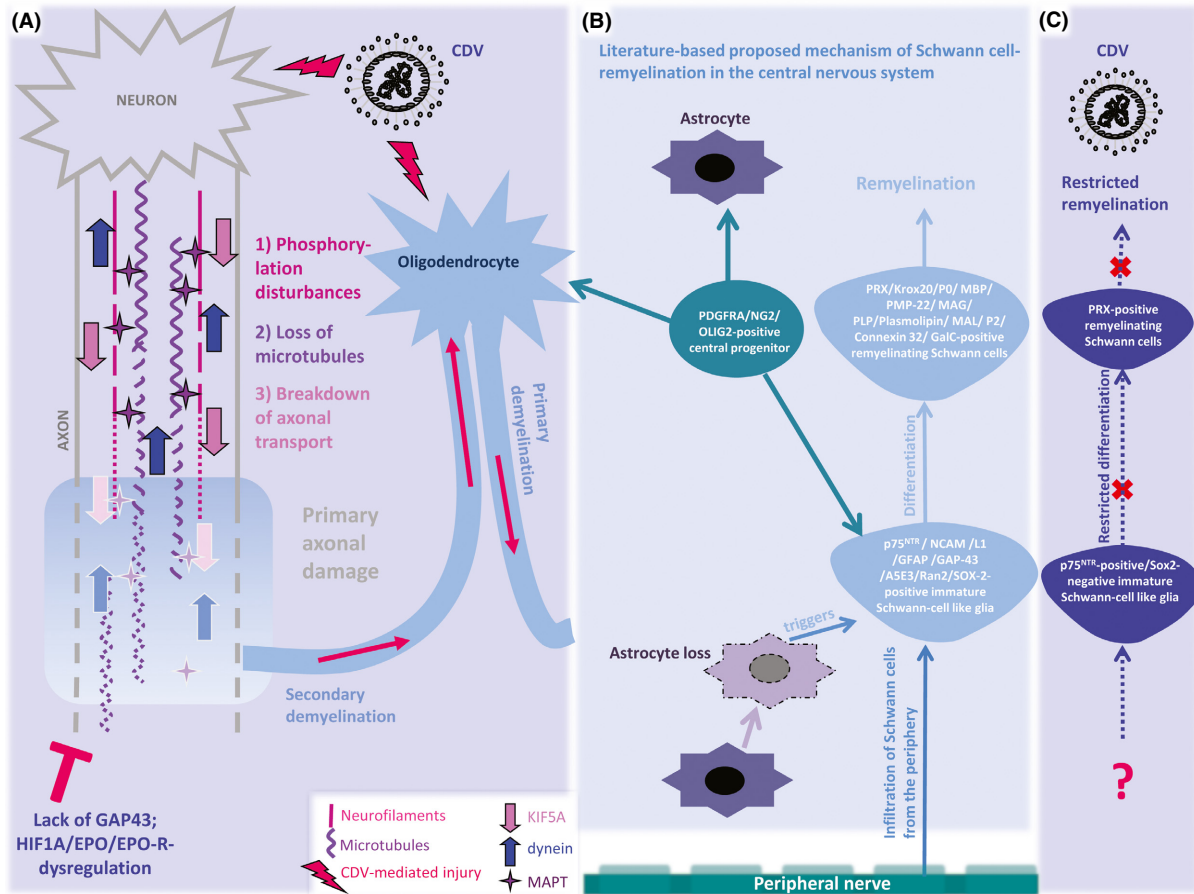 (A)
CDV
NEURON
AXON
Oligodendrocyte
1) Phosphory-
lation
disturbances
2) Loss of
microtubules
3) Breakdown
of axonal
transport
Primary
demyelination
Primary
axonal
damage
Secondary
demyelination
Lack of GAP43;
HIF1A/EPO/EPO-R-
dysregulation
Neurofilaments
Microtubules
CDV-mediated injury
KIF5A
dynein
MAPT
(B)
Literature-based proposed mechanism of Schwann cell-
remyelination in the central nervous system
Astrocyte
Remyelination
PDGFRA/NG2/
OLIG2-positive
central progenitor
PRX/Krox20/P0/ MBP/
PMP-22/ MAG/
PLP/Plasmolipin/ MAL/ P2/
Connexin 32/ GalC-positive
remyelinating Schwann cells
Differentiation
p75NTR/ NCAM /L1
/GFAP /GAP-43
/A5E3/Ran2/SOX-2-
positive immature
Schwann-cell like glia
triggers
Astrocyte loss
Infiltration of Schwann cells
from the periphery
Peripheral nerve
(C)
CDV
Restricted
remyelination
PRX-positive
remyelinating
Schwann cells
Restricted differentiation
p75NTR-positive/Sox2-
negative immature
Schwann-cell like glia
?